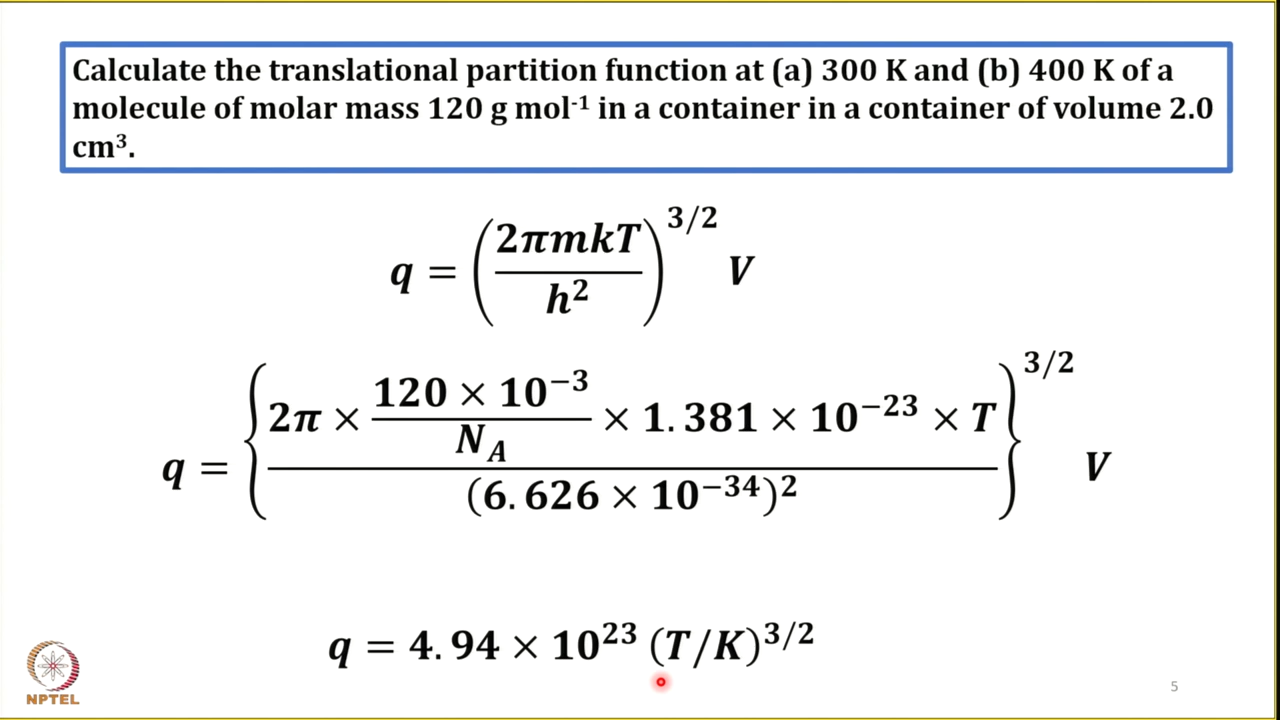 Calculate the translational partition function at (a) 300 K and (b) 400 K of a
molecule of molar mass 120 g mol⁻¹ in a container in a container of volume 2.0
cm³.
q = (2πmkT / h²)^{3/2} V
q = {2π × (120 × 10⁻³ / N_A) × 1.381 × 10⁻²³ × T / (6.626 × 10⁻³⁴)²}^{3/2} V
q = 4.94 × 10²³ (T/K)^{3/2}
NPTEL
5